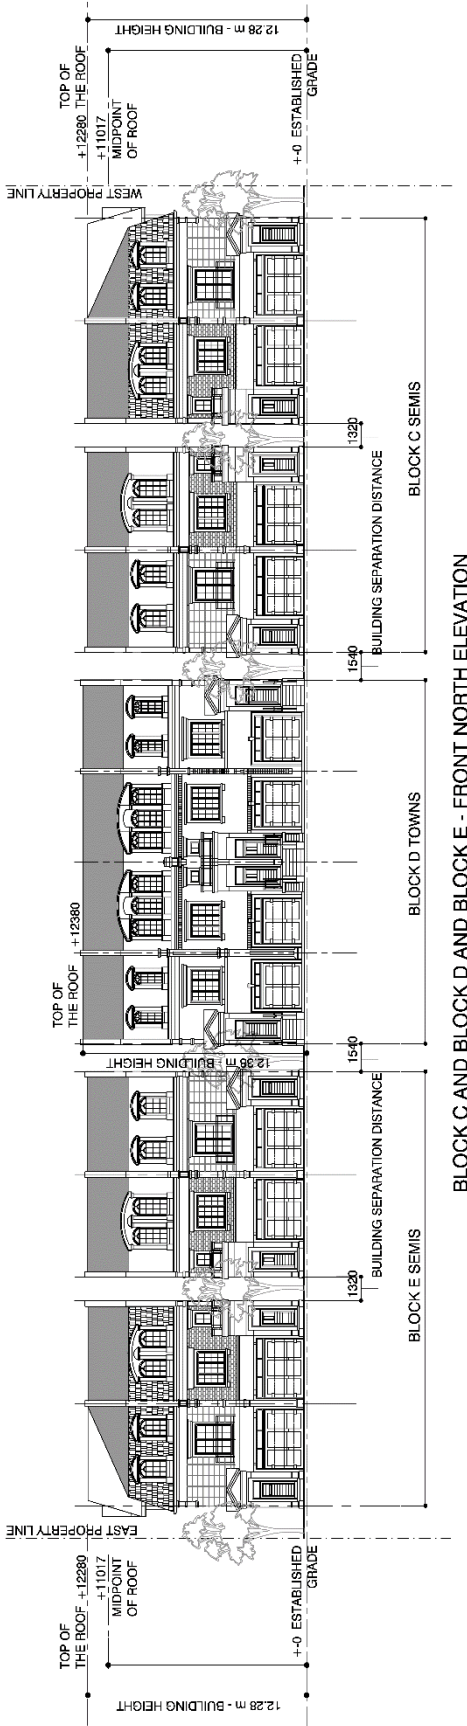 TOP OF
THE ROOF +12280
+11017
MIDPOINT
OF ROOF
12.28 m - BUILDING HEIGHT
+-0 ESTABLISHED
GRADE
EAST PROPERTY LINE
TOP OF
THE ROOF +12380
12.38 m - BUILDING HEIGHT
TOP OF
THE ROOF
+12280
+11017
MIDPOINT
OF ROOF
12.28 m - BUILDING HEIGHT
+-0 ESTABLISHED
GRADE
WEST PROPERTY LINE
1320
1540
1540
1320
BUILDING SEPARATION DISTANCE
BUILDING SEPARATION DISTANCE
BLOCK E SEMIS
BLOCK D TOWNS
BLOCK C SEMIS
BLOCK C AND BLOCK D AND BLOCK E - FRONT NORTH ELEVATION